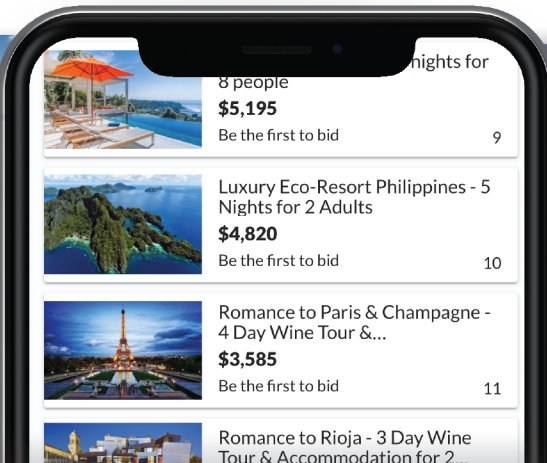 nights for
8 people
$5,195
Be the first to bid
9
Luxury Eco-Resort Philippines - 5
Nights for 2 Adults
$4,820
Be the first to bid
10
Romance to Paris & Champagne -
4 Day Wine Tour &...
$3,585
Be the first to bid
11
Romance to Rioja - 3 Day Wine
Tour & Accommodation for 2...